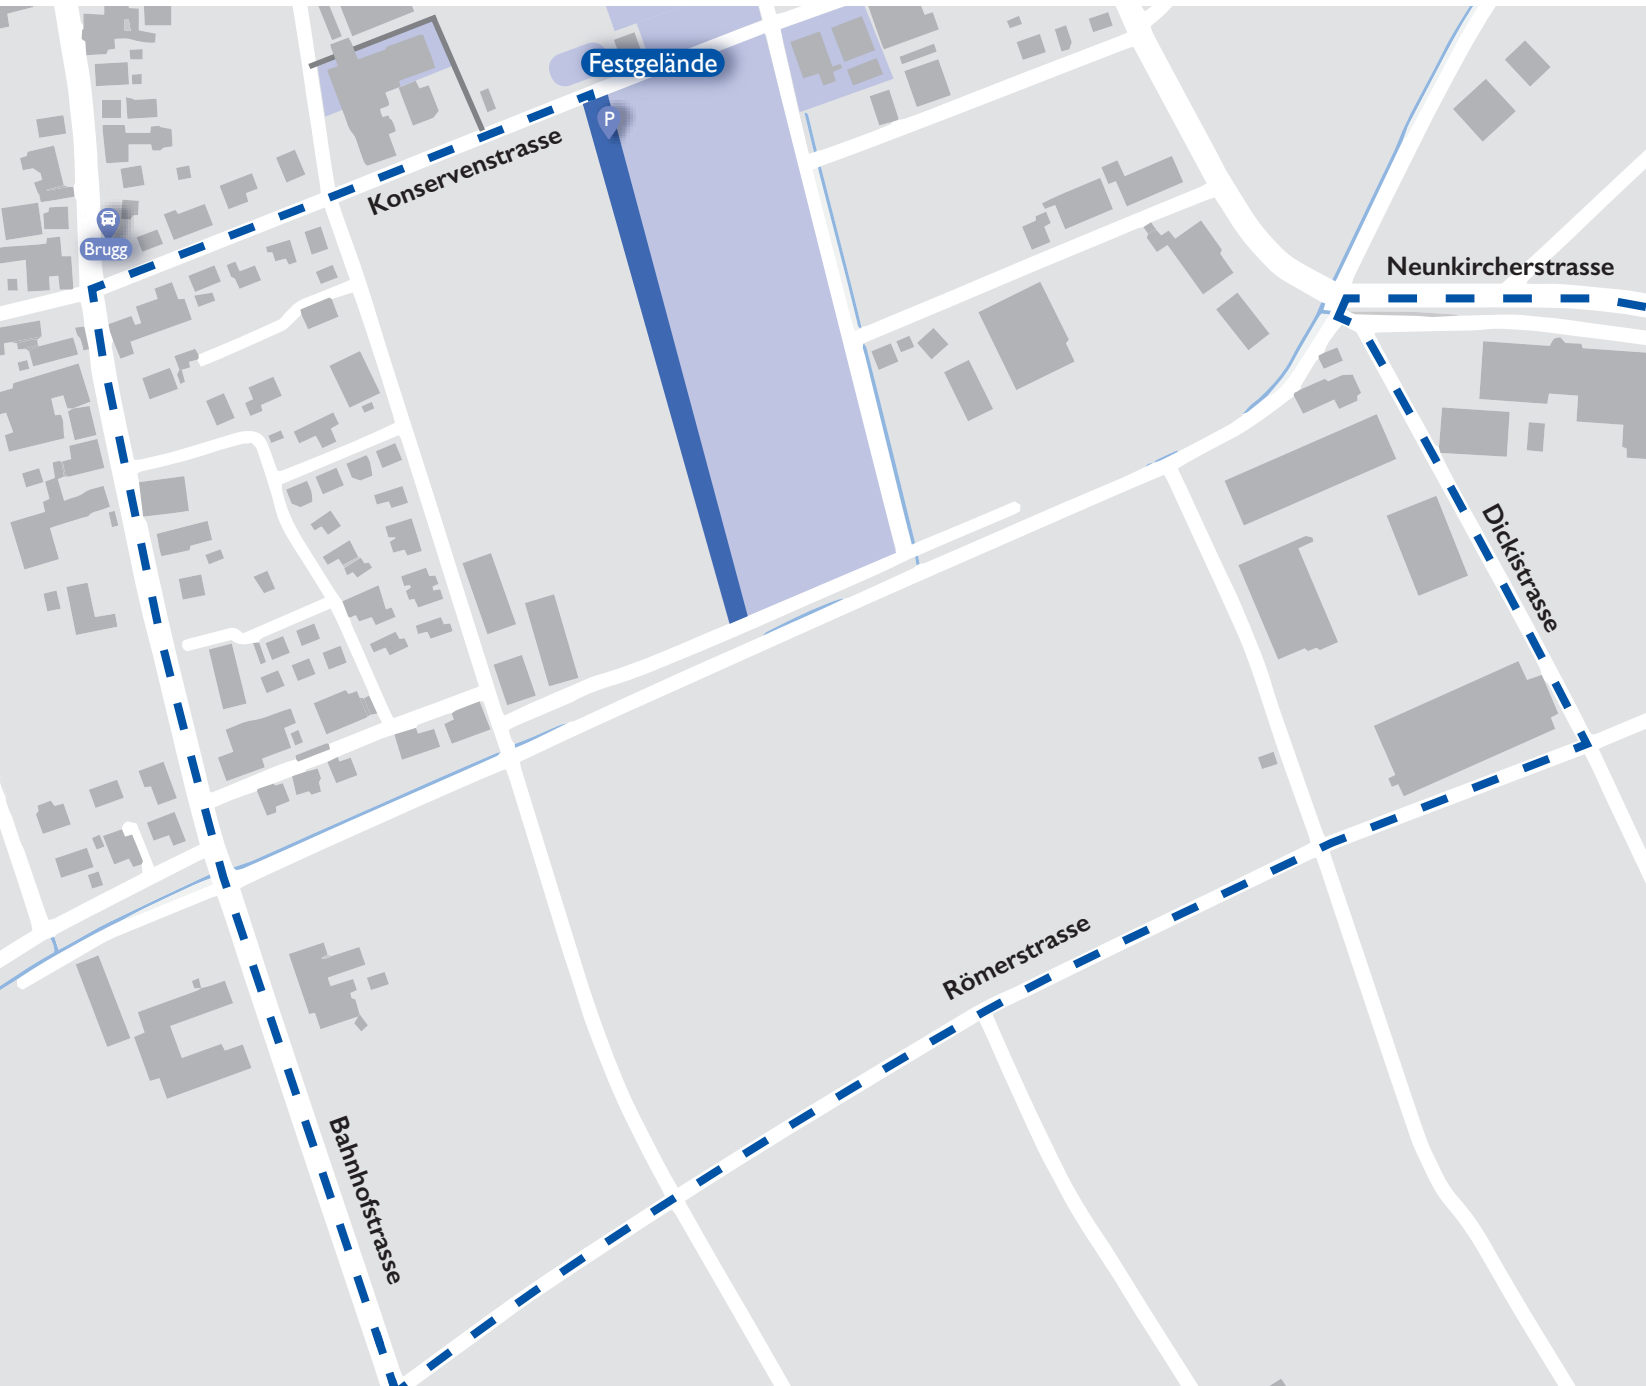 Festgelände
P
Konservenstrasse
Brugg
Neunkircherstrasse
Dickistrasse
Römerstrasse
Bahnhofstrasse